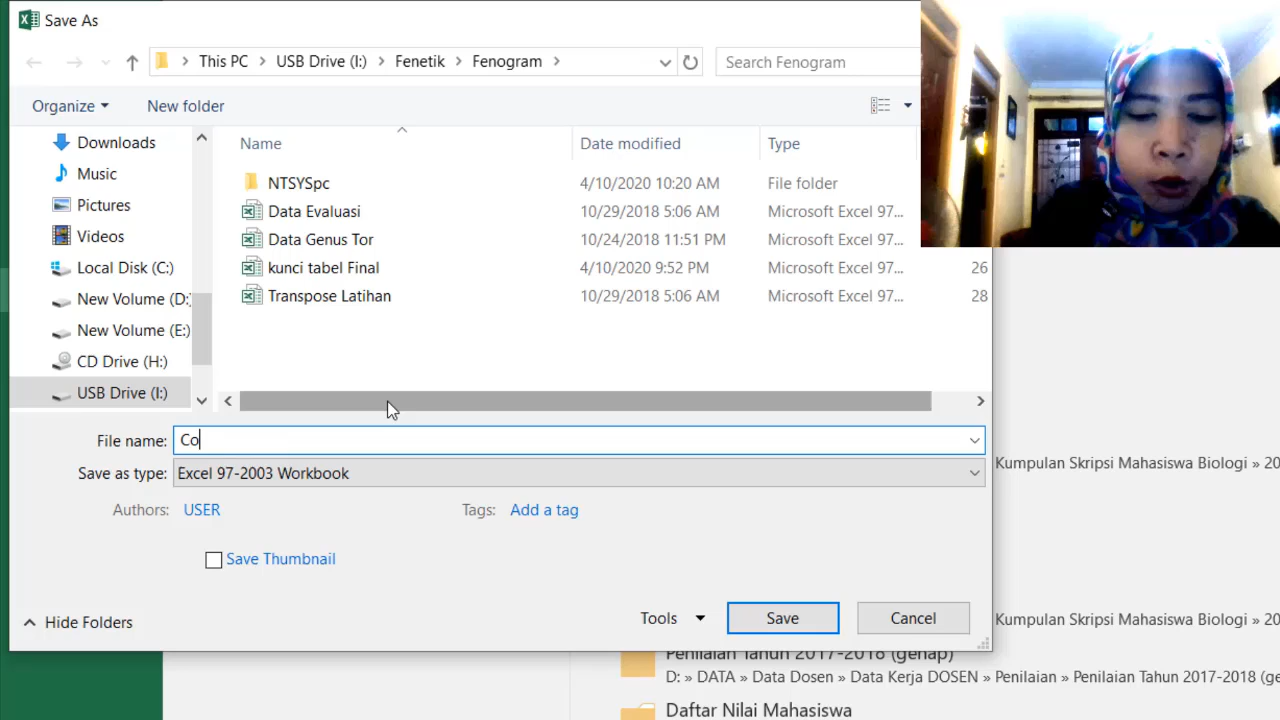 Save As
This PC > USB Drive (I:) > Fenetik > Fenogram >
Search Fenogram
Organize
New folder
Name
Date modified
Type
Downloads
Music
Pictures
Videos
Local Disk (C:)
New Volume (D:)
New Volume (E:)
CD Drive (H:)
USB Drive (I:)
NTSYSpc 4/10/2020 10:20 AM File folder
Data Evaluasi 10/29/2018 5:06 AM Microsoft Excel 97...
Data Genus Tor 10/24/2018 11:51 PM Microsoft Excel 97...
kunci tabel Final 4/10/2020 9:52 PM Microsoft Excel 97... 26
Transpose Latihan 10/29/2018 5:06 AM Microsoft Excel 97... 28
File name: Co
Save as type: Excel 97-2003 Workbook
Authors: USER
Tags: Add a tag
Save Thumbnail
Hide Folders
Tools
Save
Cancel
Kumpulan Skripsi Mahasiswa Biologi » 20
Kumpulan Skripsi Mahasiswa Biologi » 20
Penilaian Tahun 2017-2018 (genap)
D: » DATA » Data Dosen » Data Kerja DOSEN » Penilaian » Penilaian Tahun 2017-2018 (ge
Daftar Nilai Mahasiswa